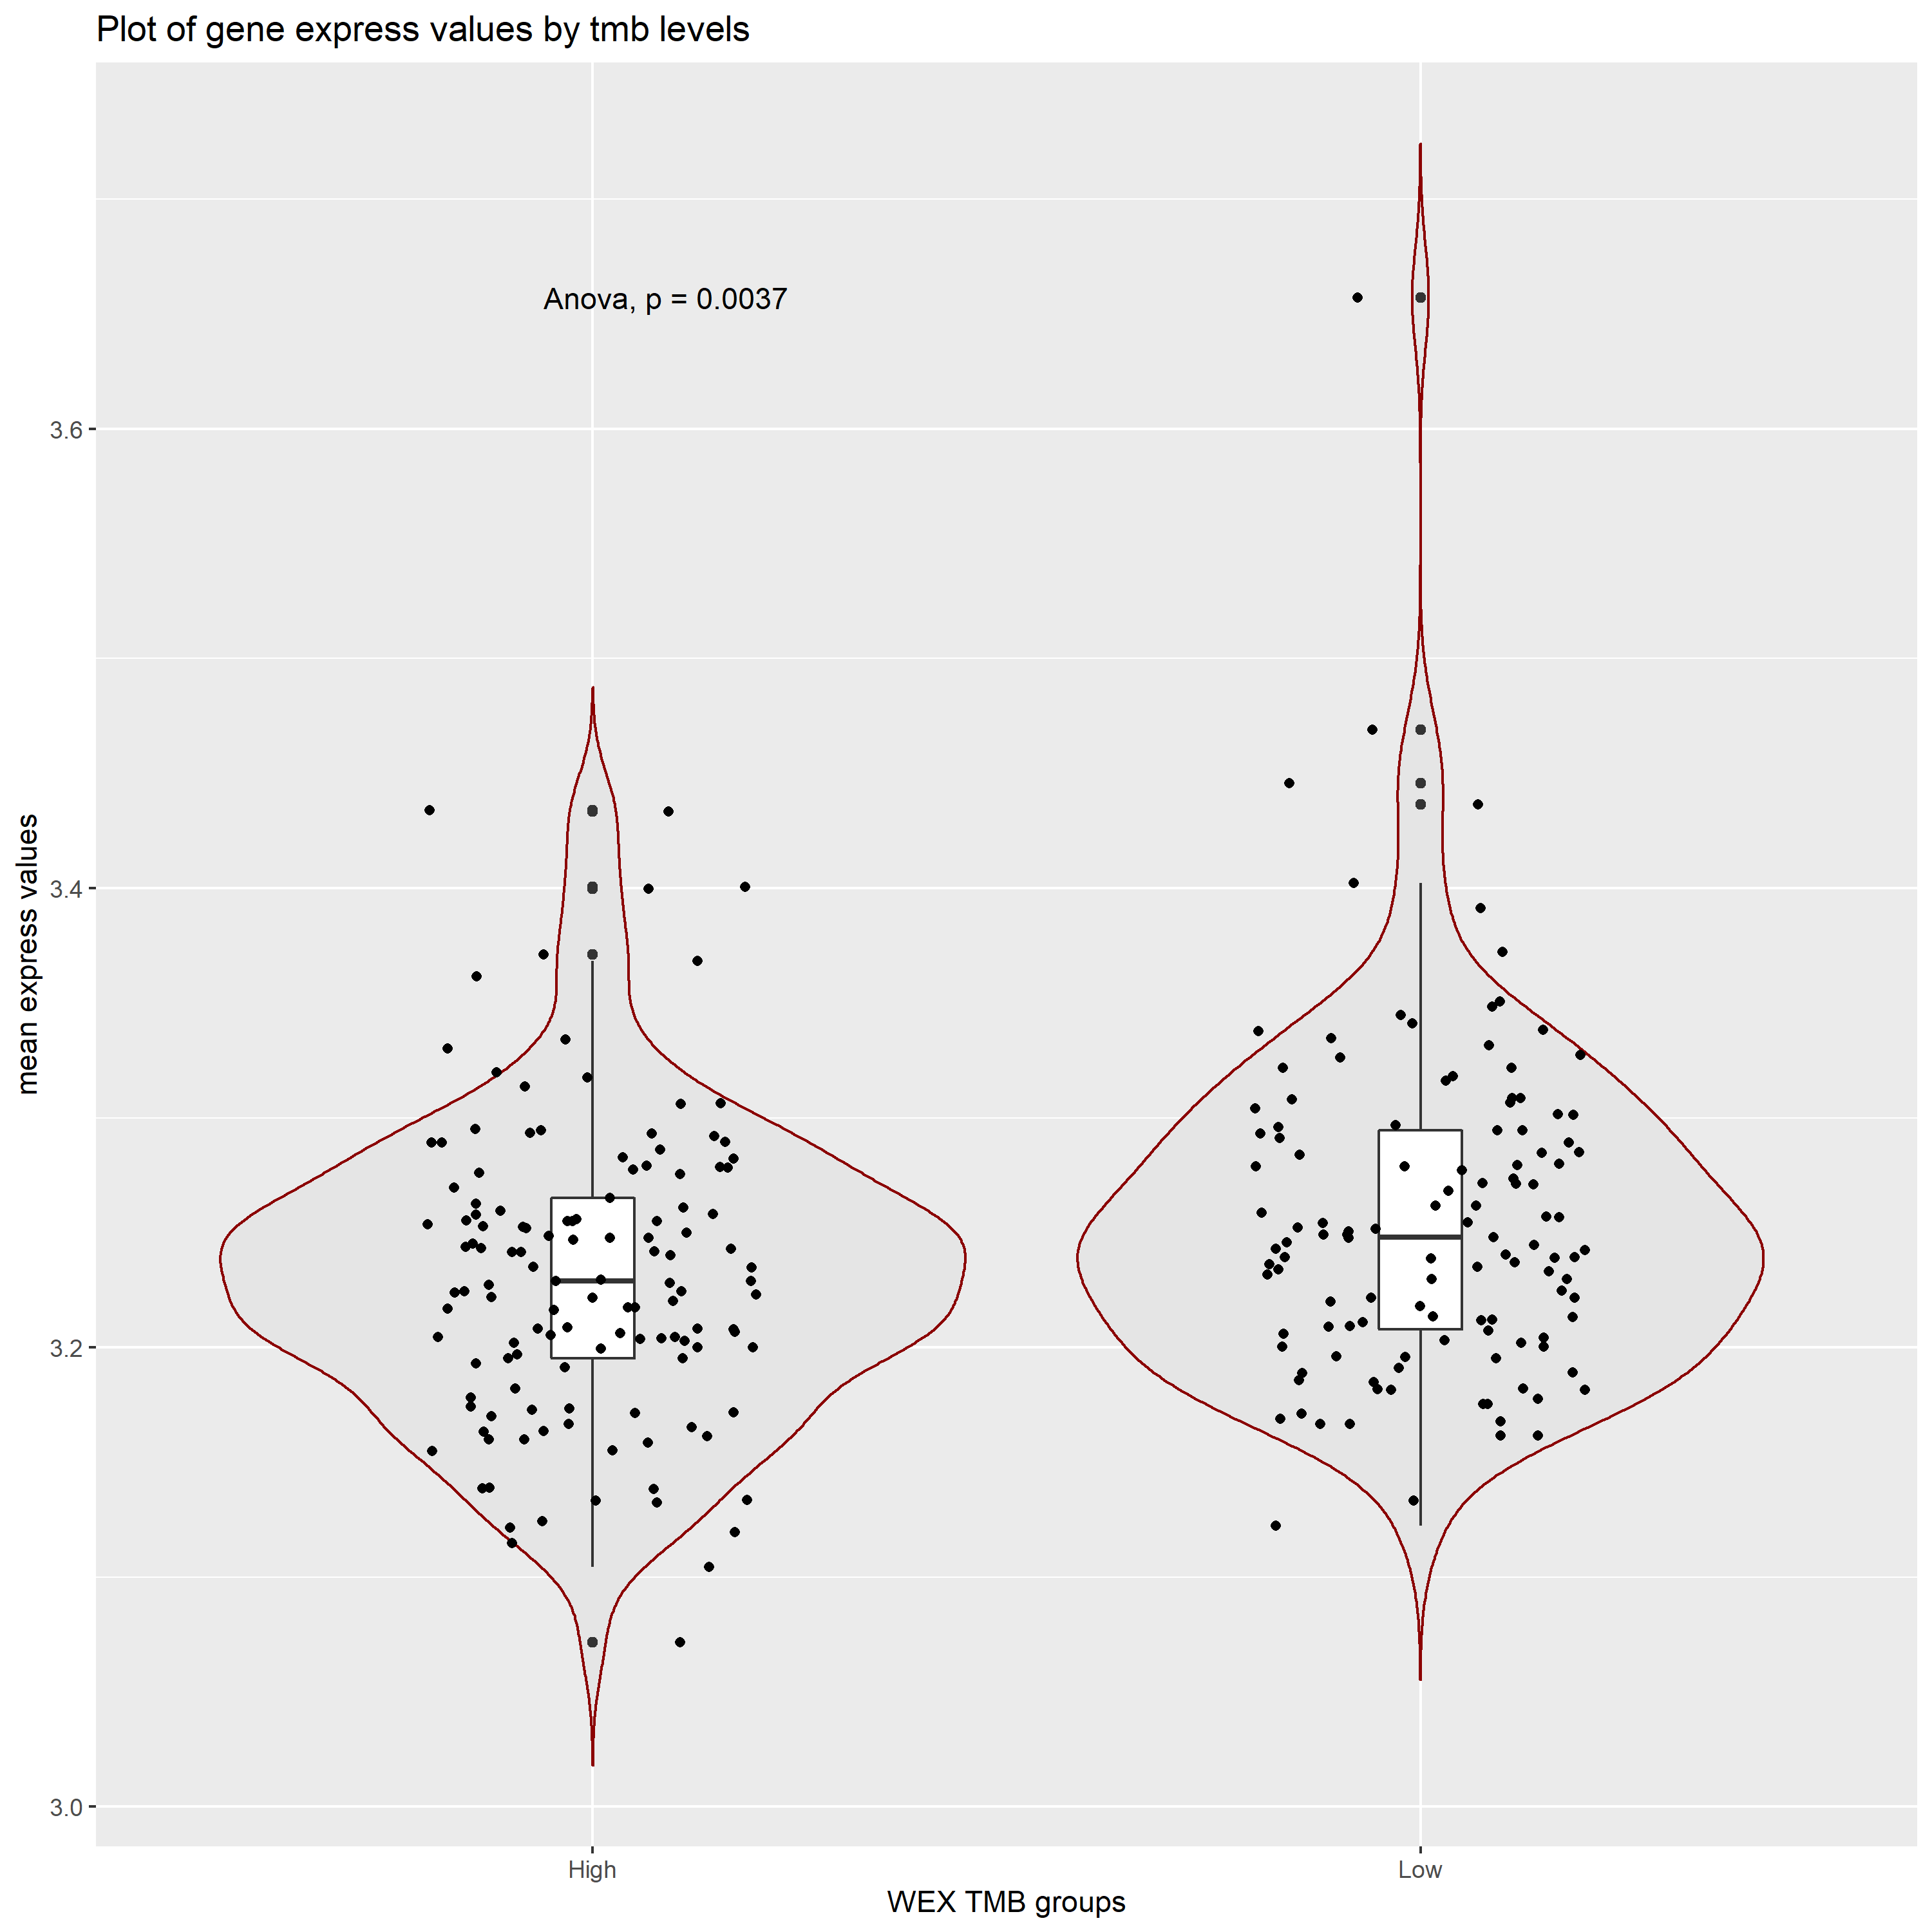 Plot of gene express values by tmb levels
Anova, p = 0.0037
mean express values
3.6
3.4
3.2
3.0
High
Low
WEX TMB groups